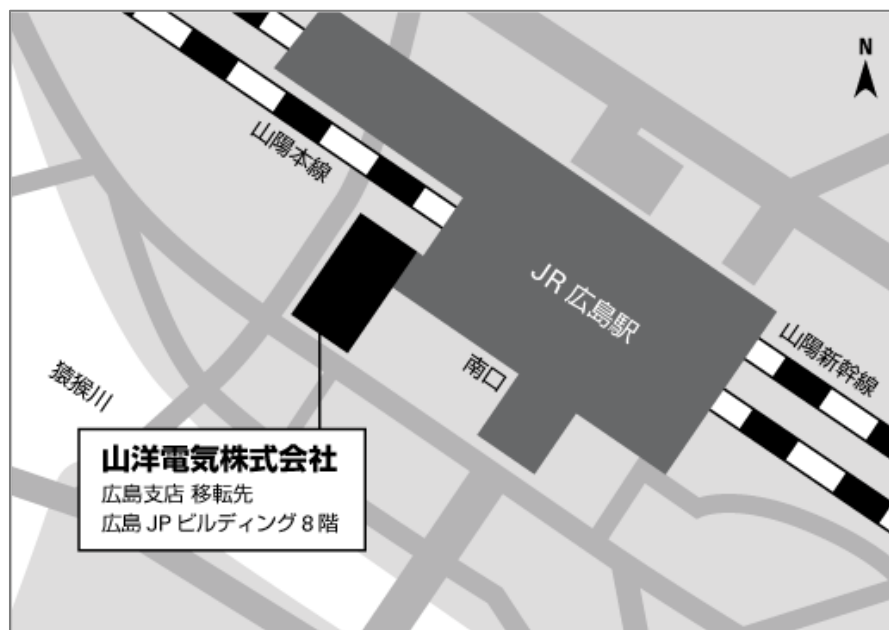 N
山陽本線
JR 広島駅
山陽新幹線
南口
猿猴川
山洋電気株式会社
広島支店 移転先
広島 JP ビルディング 8 階